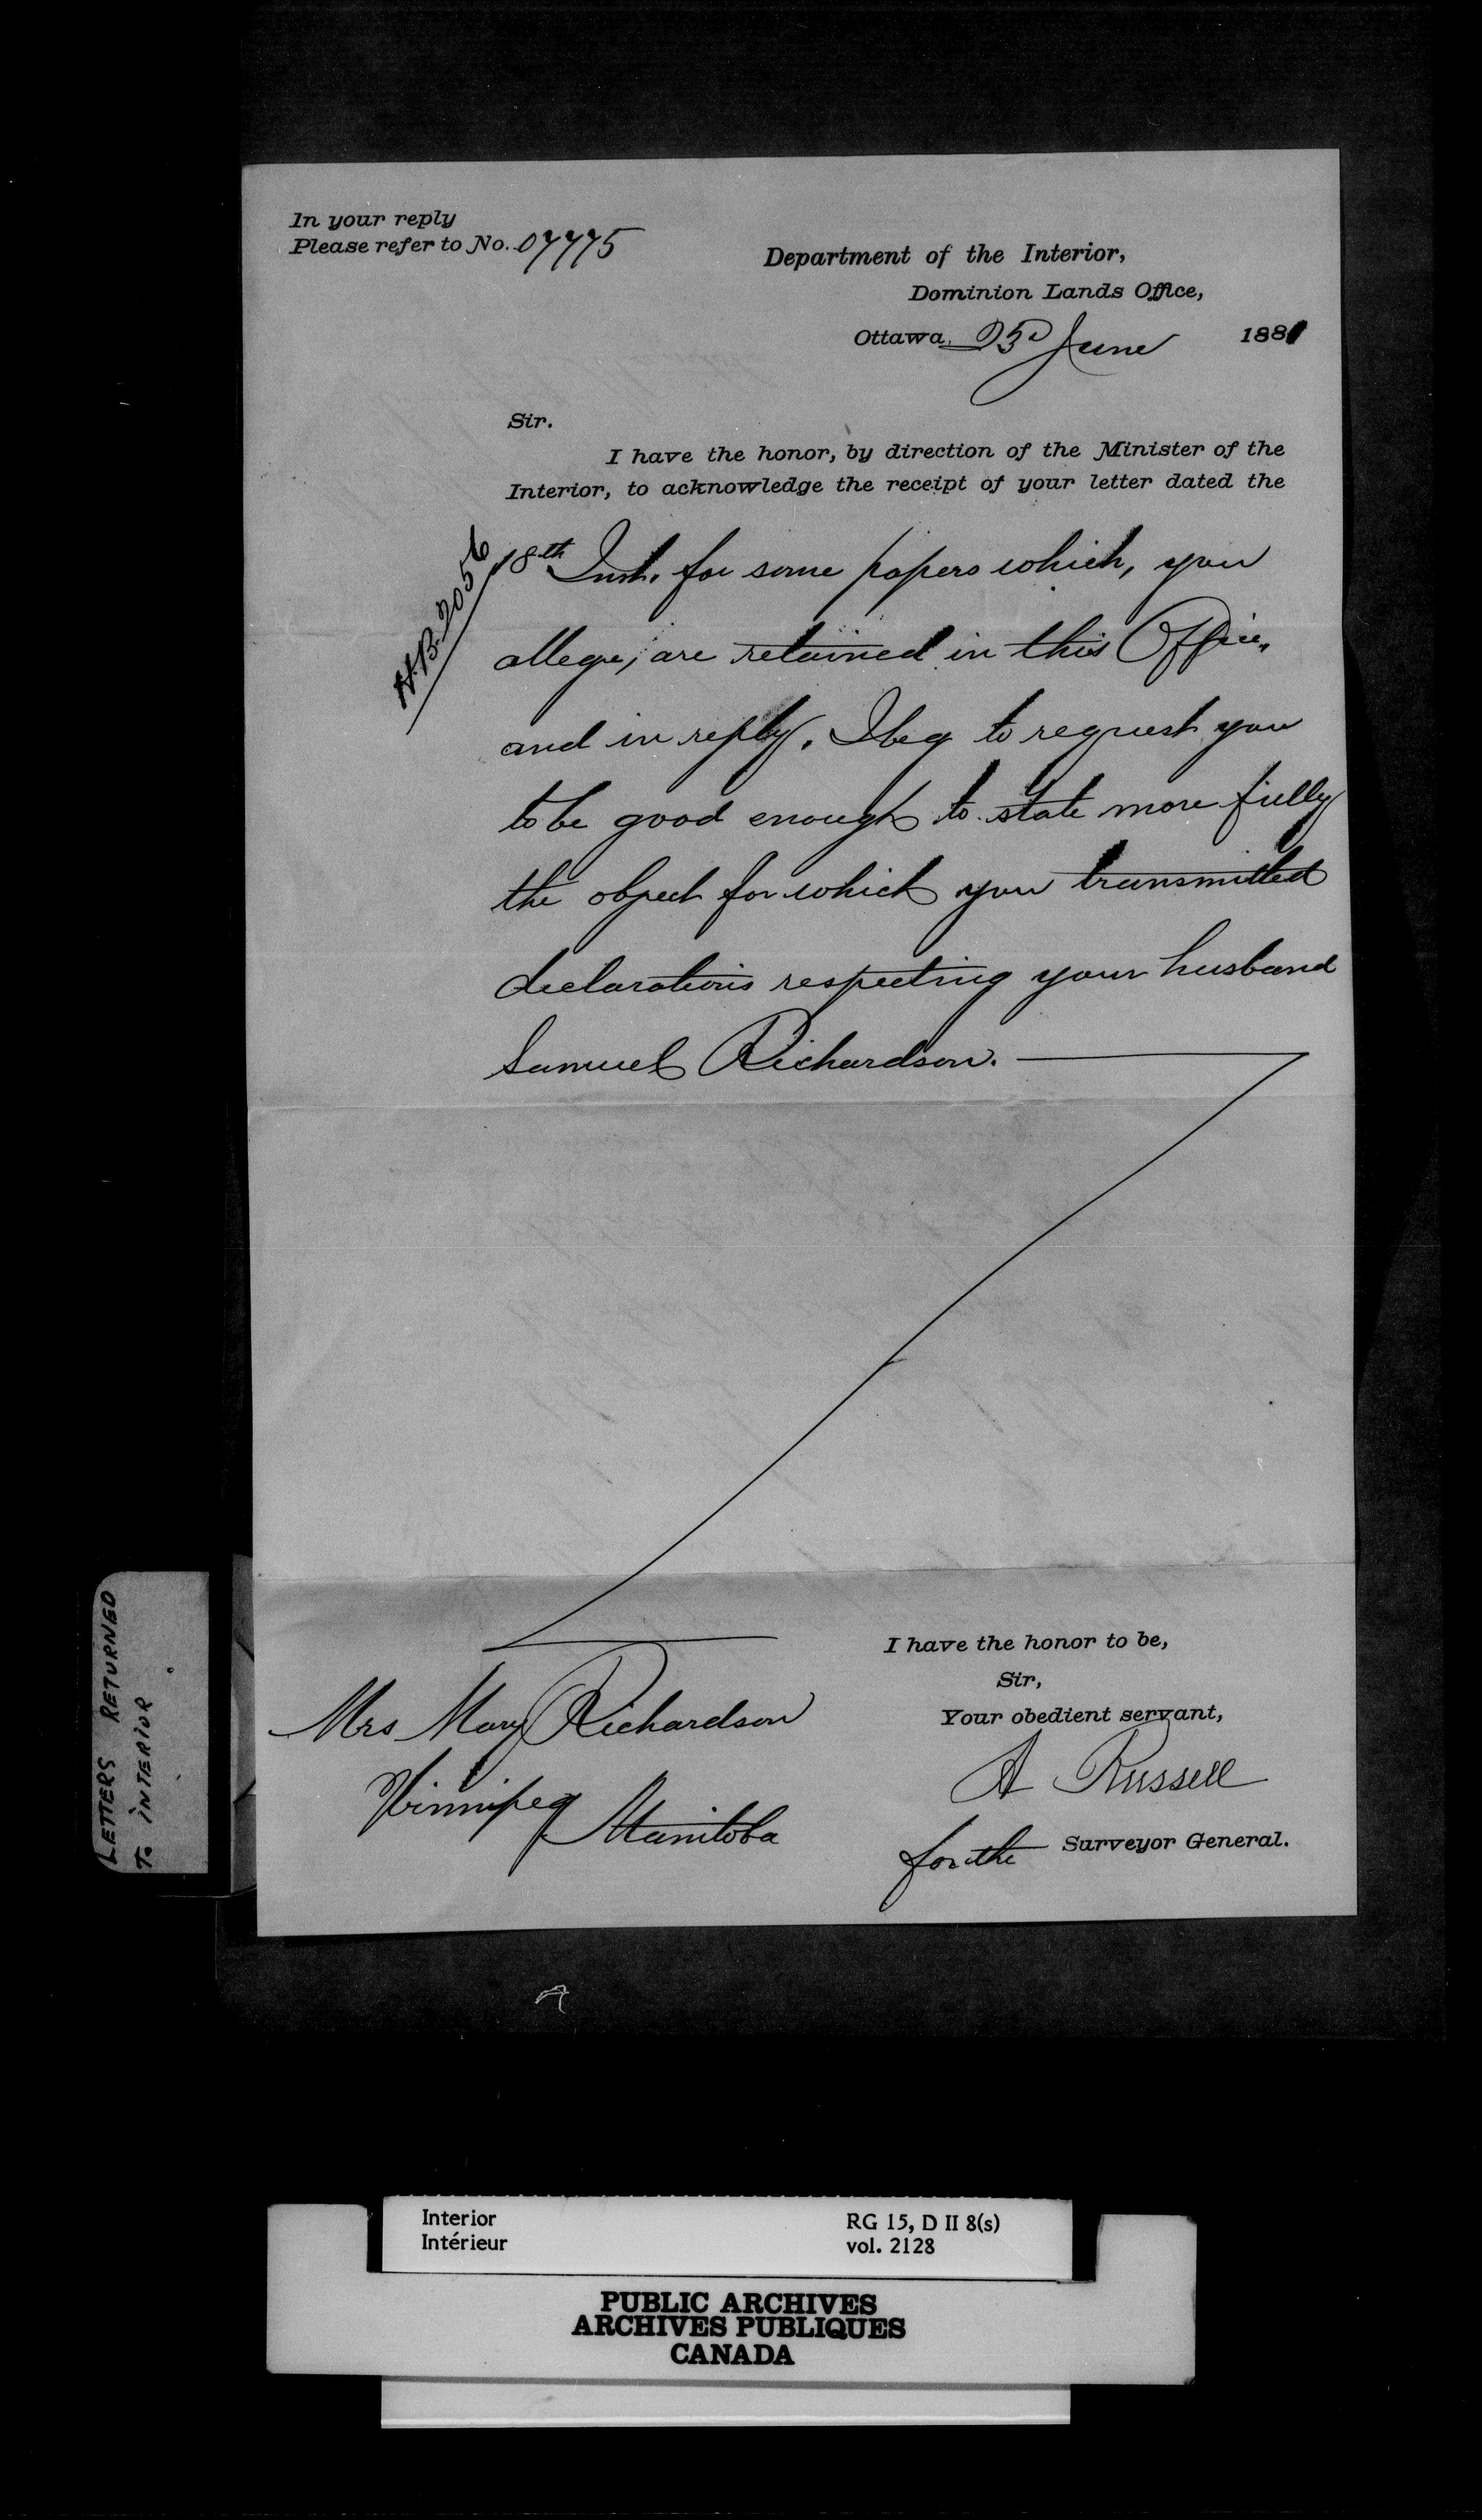 In your reply
Please refer to No. 07775
Department of the Interior,
Dominion Lands Office,
Ottawa, 25th June 1881
Sir.
I have the honor, by direction of the Minister of the
Interior, to acknowledge the receipt of your letter dated the
H.B. 2056
18th Inst. for some papers which, you
allege, are retained in this Office,
and in reply, I beg to request you
to be good enough to state more fully
the object for which you transmitted
declarations respecting your husband
Samuel Richardson.
I have the honor to be,
Sir,
Your obedient servant,
A Russell
for the Surveyor General.
Mrs Mary Richardson
Winnipeg
Manitoba
LETTERS RETURNED
TO INTERIOR
Interior
Intérieur
RG 15, D II 8(s)
vol. 2128
PUBLIC ARCHIVES
ARCHIVES PUBLIQUES
CANADA